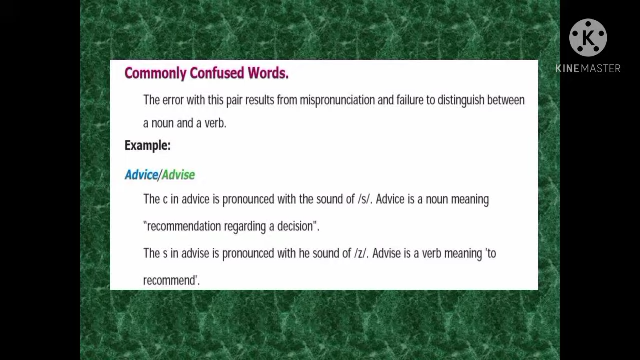 KINEMASTER
Commonly Confused Words.
The error with this pair results from mispronunciation and failure to distinguish between
a noun and a verb.
Example:
Advice/Advise
The c in advice is pronounced with the sound of /s/. Advice is a noun meaning
"recommendation regarding a decision".
The s in advise is pronounced with he sound of /z/. Advise is a verb meaning 'to
recommend'.